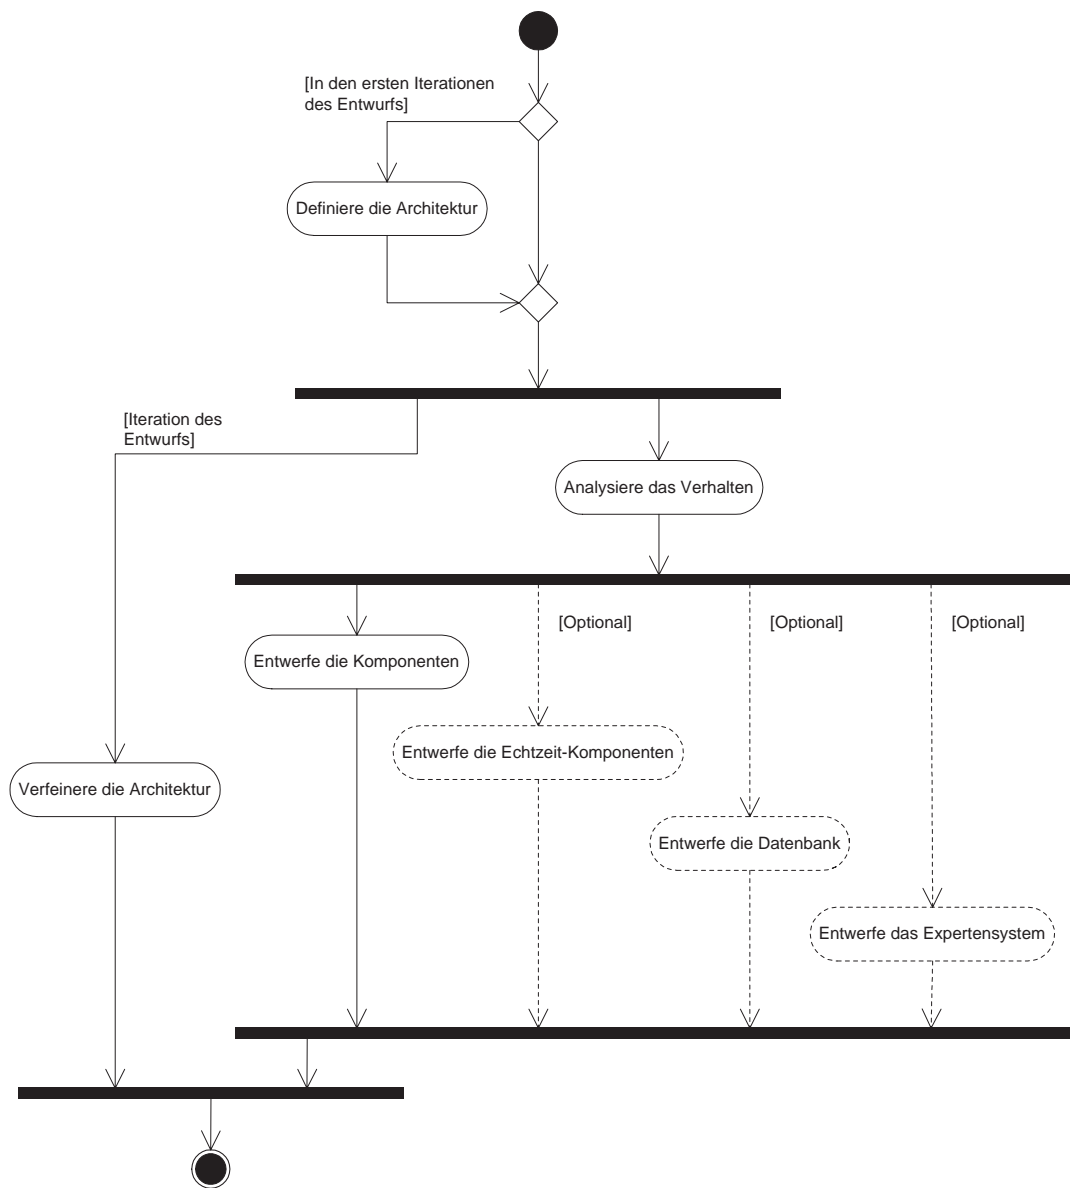 [In den ersten Iterationen
des Entwurfs]
Definiere die Architektur
[Iteration des
Entwurfs]
Analysiere das Verhalten
[Optional]
[Optional]
[Optional]
Entwerfe die Komponenten
Entwerfe die Echtzeit-Komponenten
Verfeinere die Architektur
Entwerfe die Datenbank
Entwerfe das Expertensystem